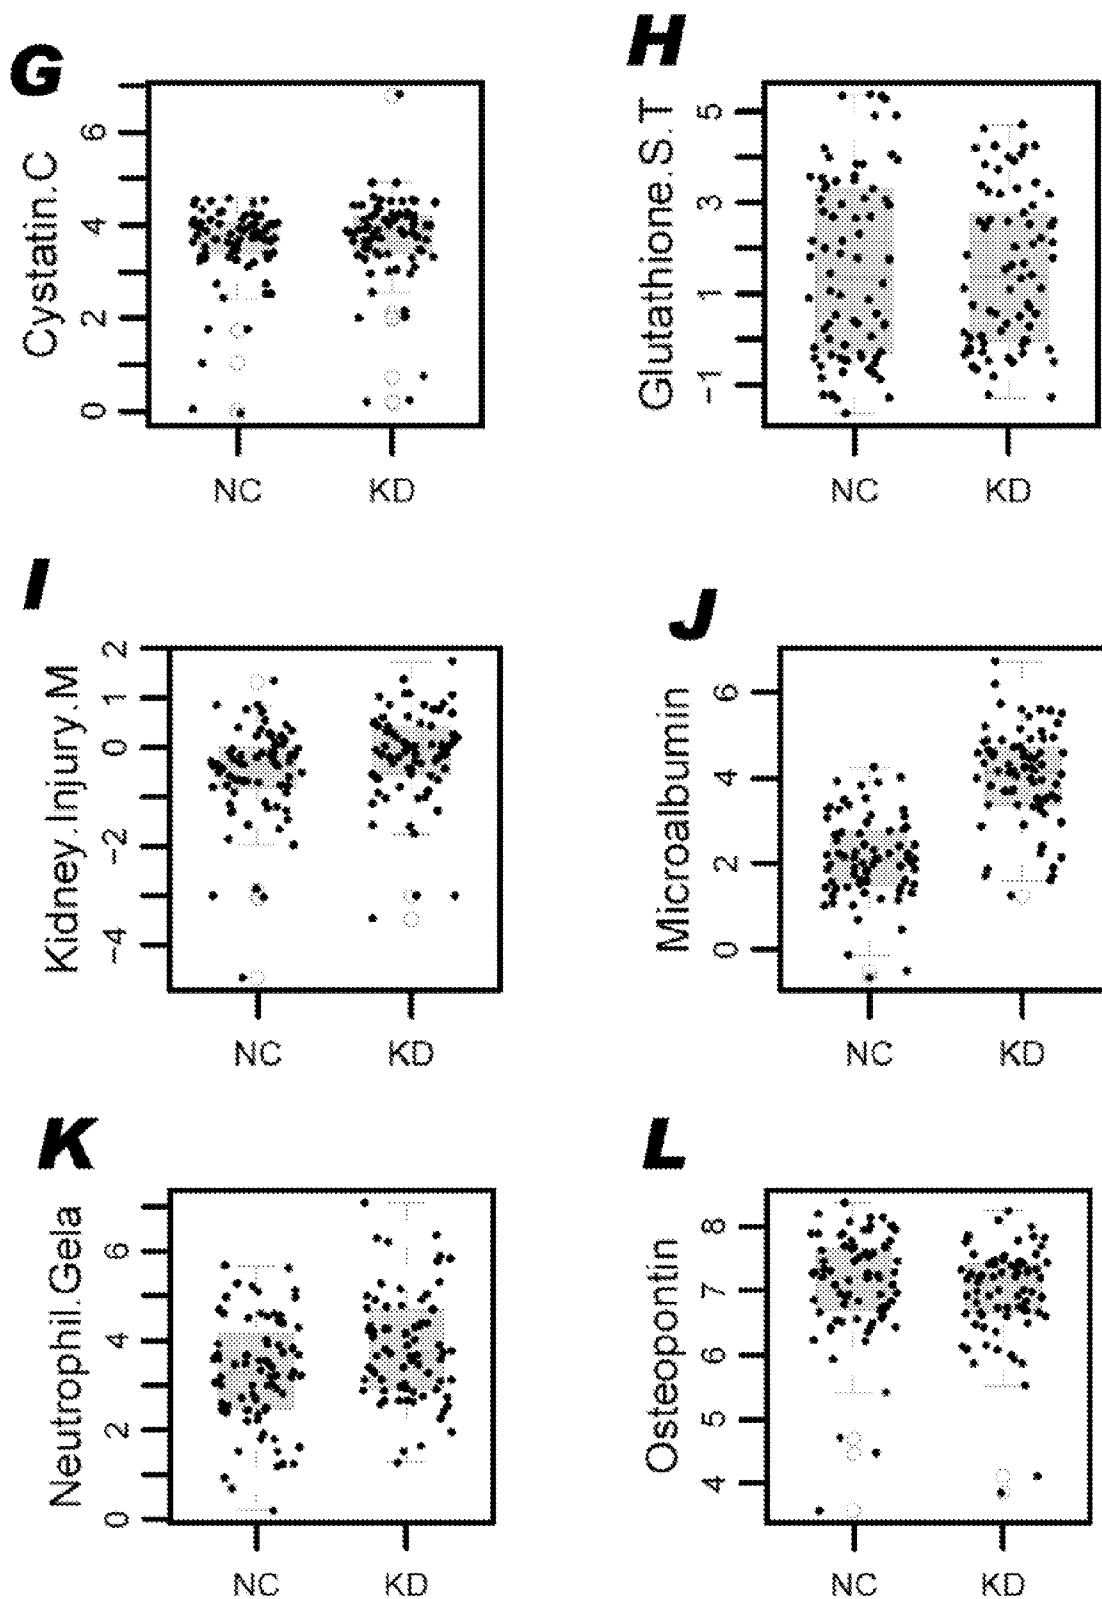 G
Cystatin.C
6
4
2
0
NC KD
H
Glutathione.S.T
5
3
1
−1
NC KD
I
Kidney.Injury.M
2
1
0
−2
−4
NC KD
J
Microalbumin
6
4
2
0
NC KD
K
Neutrophil.Gela
6
4
2
0
NC KD
L
Osteopontin
8
7
6
5
4
NC KD